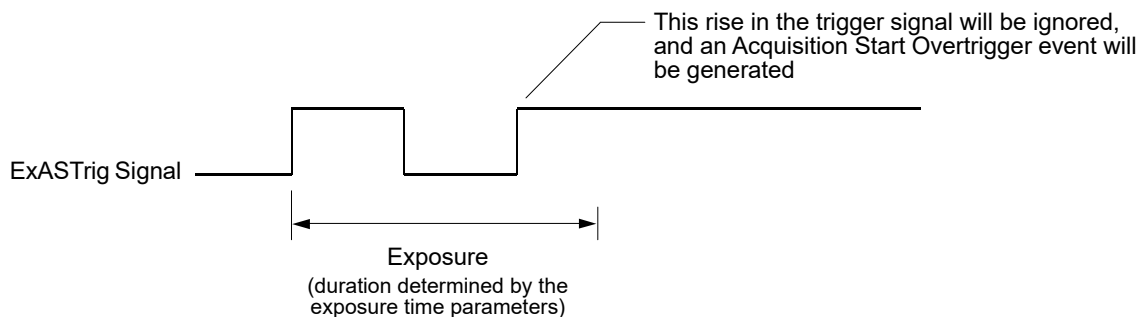 This rise in the trigger signal will be ignored,
and an Acquisition Start Overtrigger event will
be generated
ExASTrig Signal
Exposure
(duration determined by the
exposure time parameters)